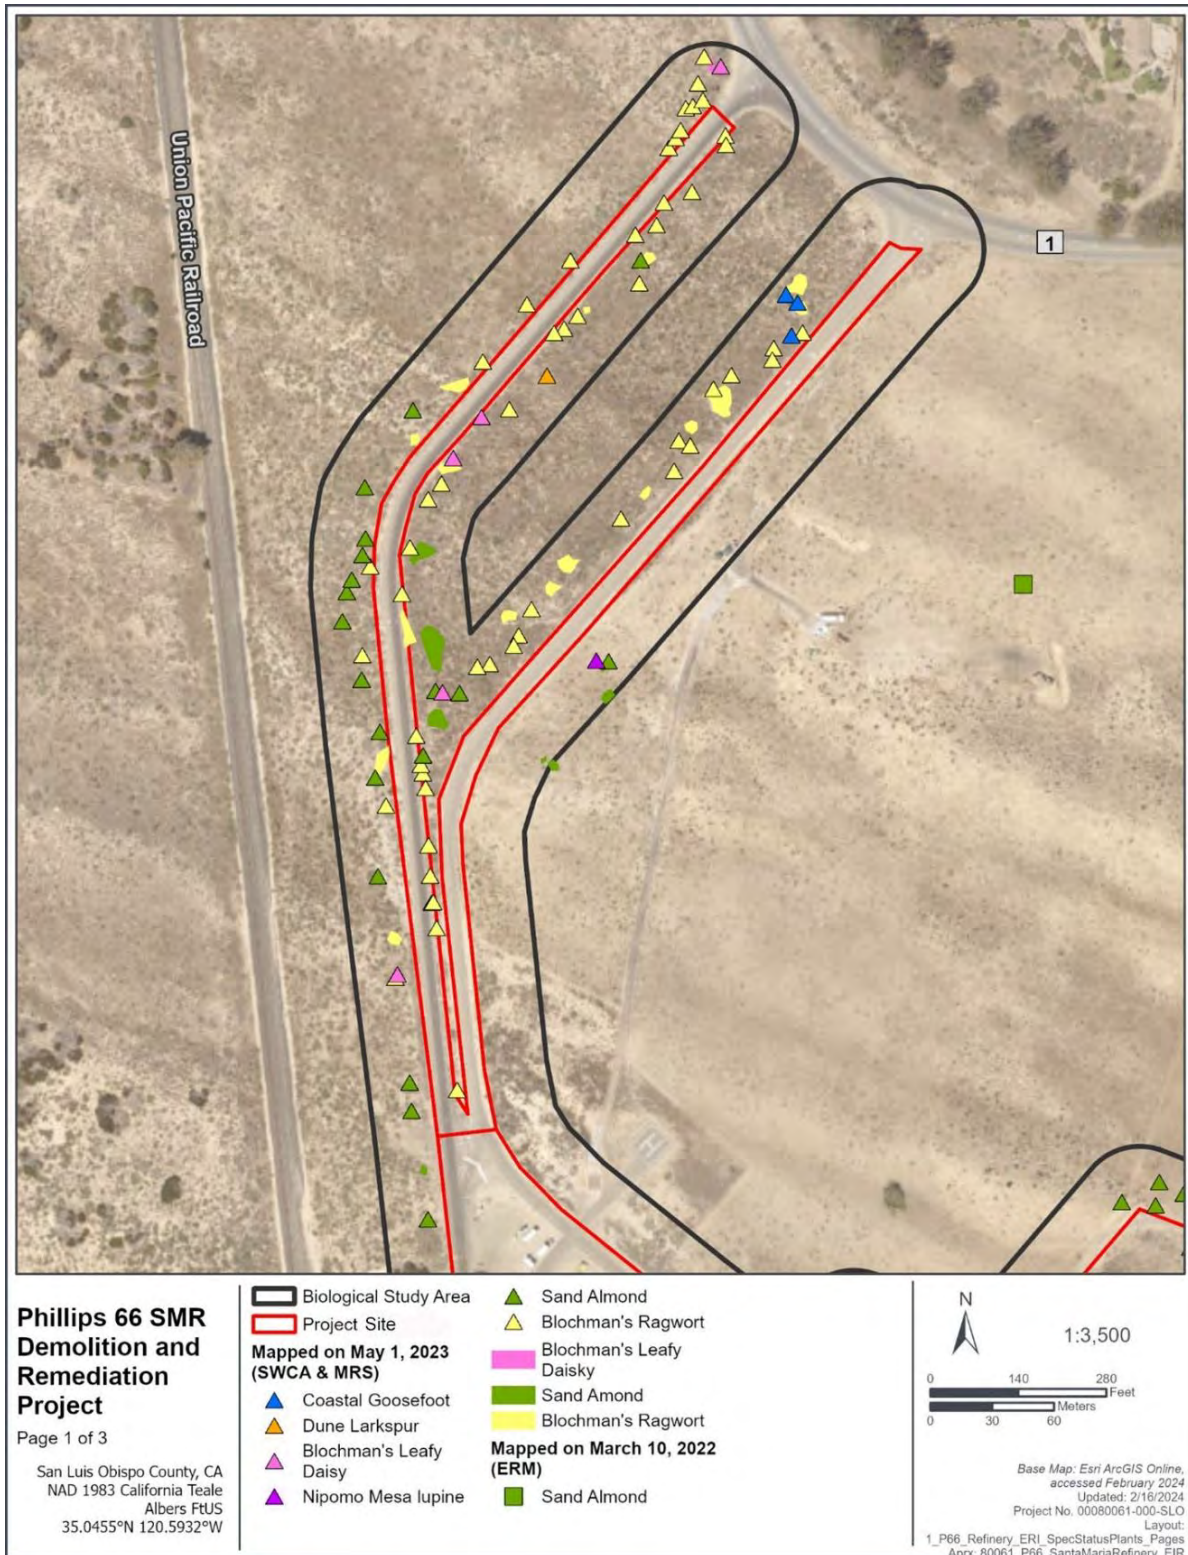 Union Pacific Railroad
1
Phillips 66 SMR
Demolition and
Remediation
Project
Page 1 of 3
San Luis Obispo County, CA
NAD 1983 California Teale
Albers FtUS
35.0455°N 120.5932°W
Biological Study Area
Project Site
Mapped on May 1, 2023
(SWCA & MRS)
Coastal Goosefoot
Dune Larkspur
Blochman's Leafy
Daisy
Nipomo Mesa lupine
Sand Almond
Blochman's Ragwort
Blochman's Leafy
Daisky
Sand Amond
Blochman's Ragwort
Mapped on March 10, 2022
(ERM)
Sand Almond
N
1:3,500
0 140 280
Feet
Meters
0 30 60
Base Map: Esri ArcGIS Online,
accessed February 2024
Updated: 2/16/2024
Project No. 00080061-000-SLO
Layout:
1_P66_Refinery_ERI_SpecStatusPlants_Pages
Aprx: 80061_P66_SantaMariaRefinery_EIR